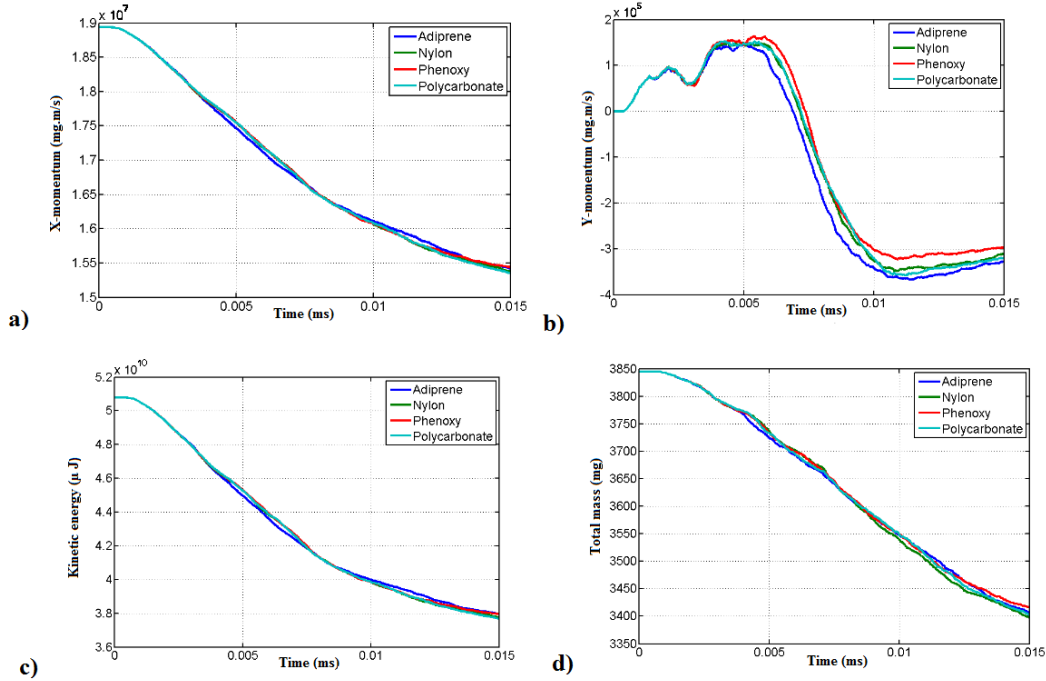 × 10^7
1.9
1.85
1.8
1.75
1.7
1.65
1.6
1.55
1.5
X-momentum (mg.m/s)
Adiprene
Nylon
Phenoxy
Polycarbonate
0 0.005 0.01 0.015
Time (ms)
a)
× 10^5
2
1
0
-1
-2
-3
-4
Y-momentum (mg.m/s)
Adiprene
Nylon
Phenoxy
Polycarbonate
0 0.005 0.01 0.015
Time (ms)
b)
× 10^10
5.2
5
4.8
4.6
4.4
4.2
4
3.8
3.6
Kinetic energy (μ J)
Adiprene
Nylon
Phenoxy
Polycarbonate
0 0.005 0.01 0.015
Time (ms)
c)
3850
3800
3750
3700
3650
3600
3550
3500
3450
3400
3350
Total mass (mg)
Adiprene
Nylon
Phenoxy
Polycarbonate
0 0.005 0.01 0.015
Time (ms)
d)